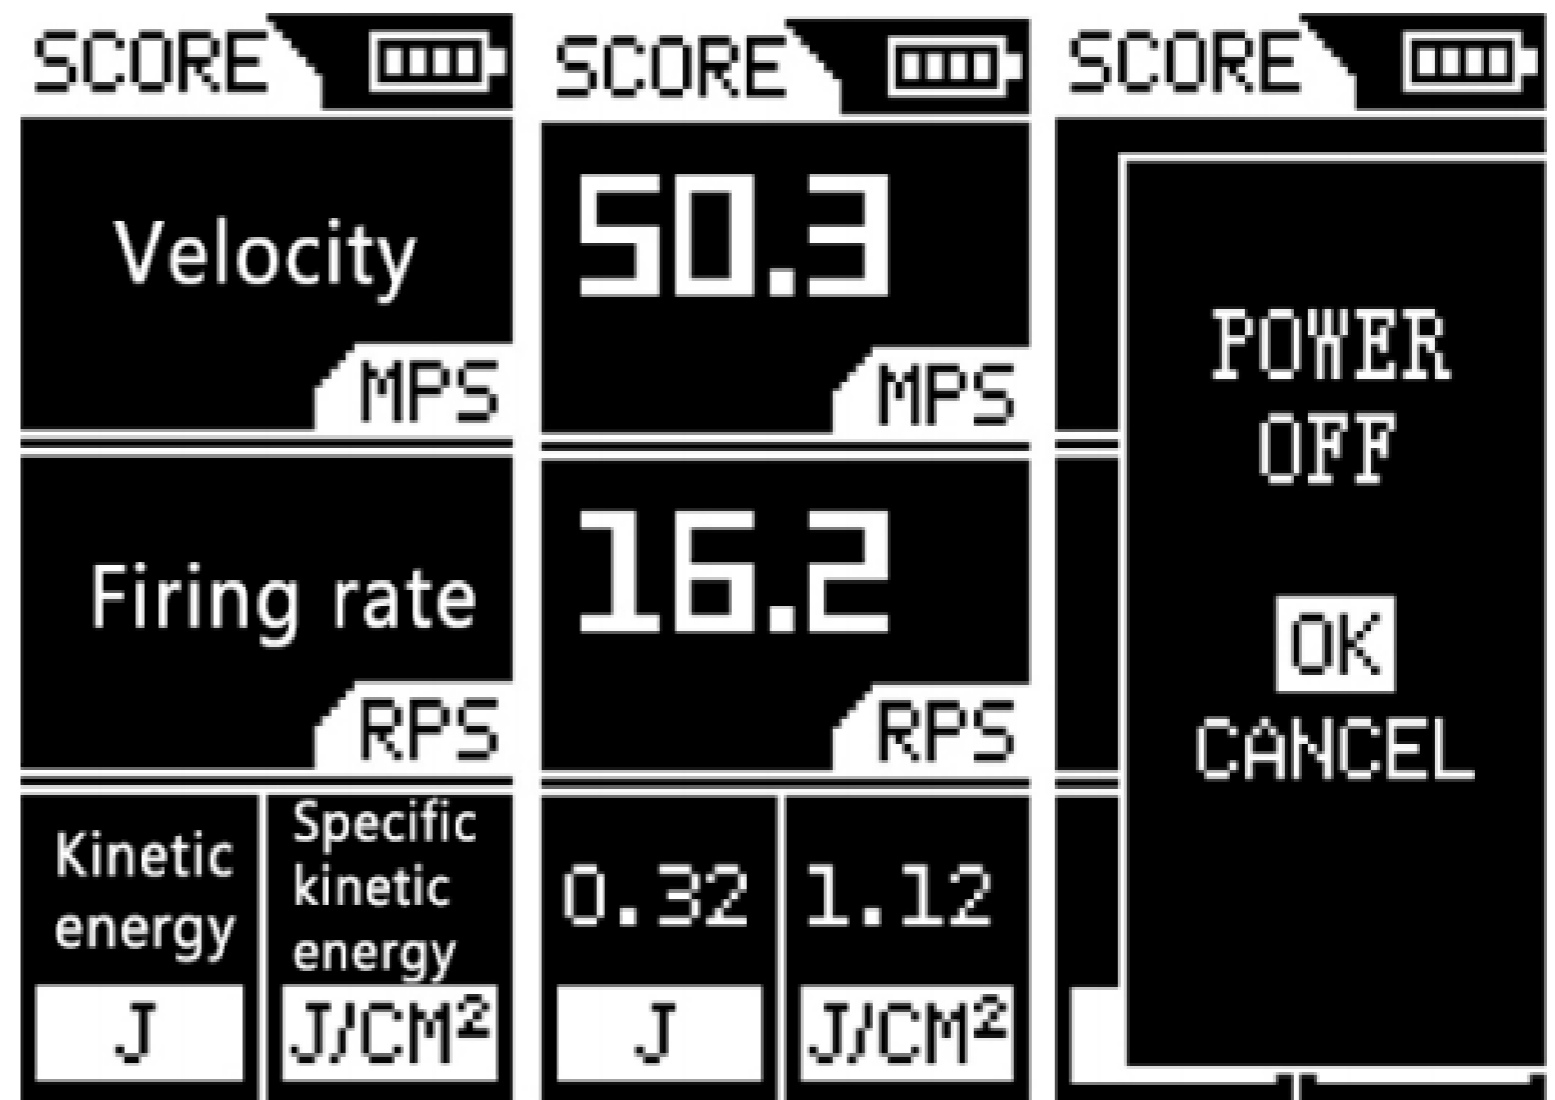 SCORE
Velocity
MPS
Firing rate
RPS
Kinetic
energy
J
Specific
kinetic
energy
J/CM²
SCORE
50.3
MPS
16.2
RPS
0.32
J
1.12
J/CM²
SCORE
POWER
OFF
OK
CANCEL